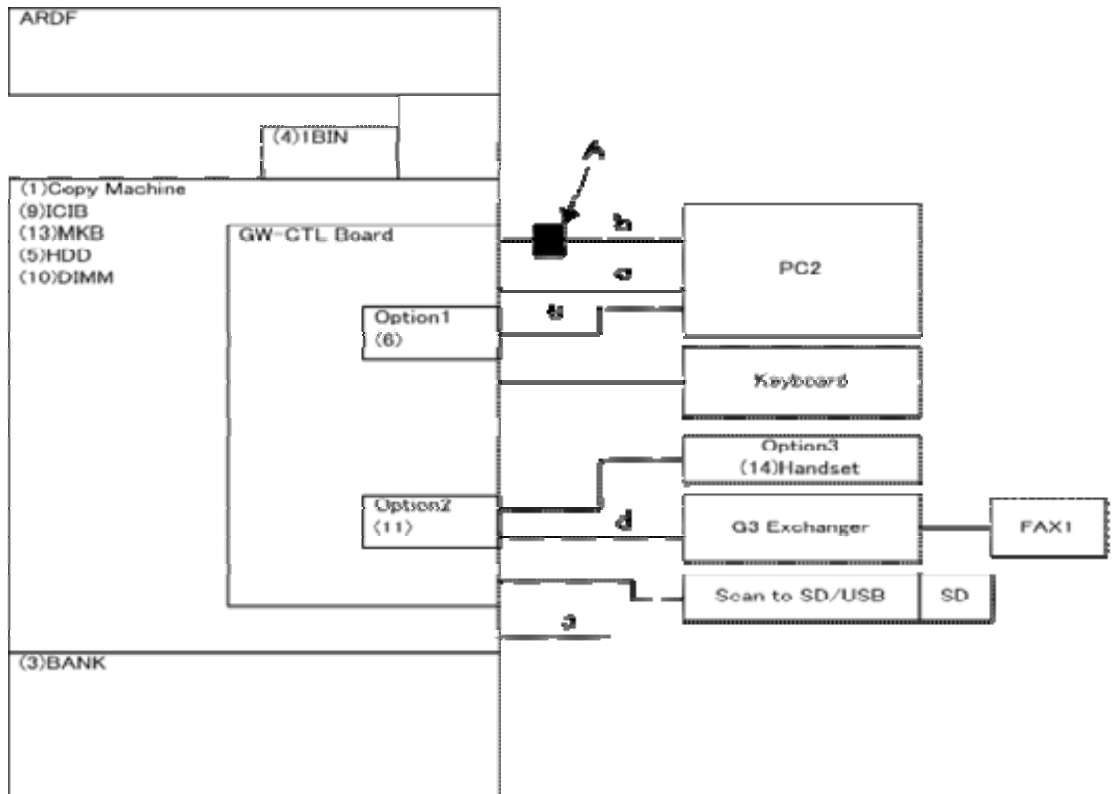 ARDF
(4)1BIN
(1)Copy Machine
(9)ICIB
(13)MKB
(5)HDD
(10)DIMM
GW-CTL Board
A
b
PC2
Option1
(6)
Keyboard
Option3
(14)Handset
Option2
(11)
d
G3 Exchanger
FAX1
Scan to SD/USB
SD
a
(3)BANK